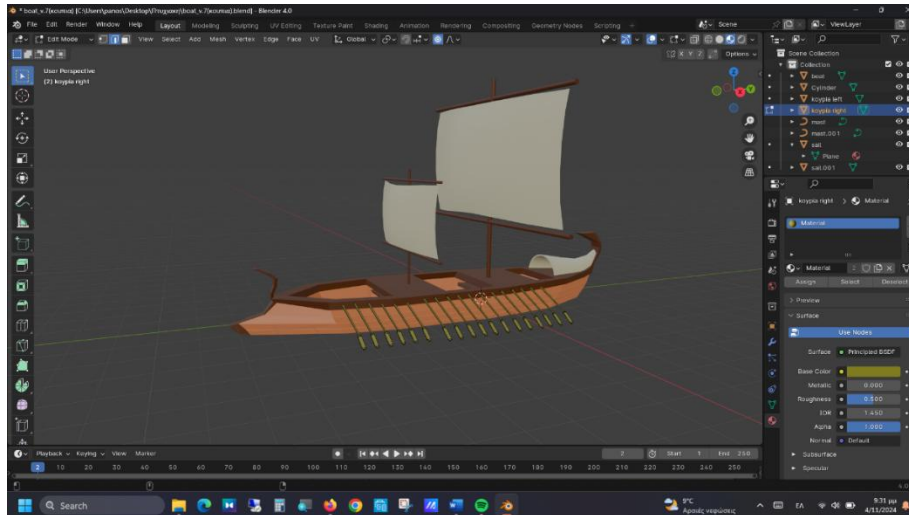 * boat_v.7(κουπια) [C:\Users\panos\Desktop\Πτυχιακη\boat_v.7(κουπια).blend] - Blender 4.0
File Edit Render Window Help Layout Modeling Sculpting UV Editing Texture Paint Shading Animation Rendering Compositing Geometry Nodes Scripting + Scene ViewLayer
Edit Mode View Select Add Mesh Vertex Edge Face UV Global
X Y Z Options
User Perspective
(2) koypia right
Scene Collection
Collection
boat
Cylinder
koypia left
koypia right
mast
mast.001
sail
Plane
sail.001
koypia right > Material
Material
Material 2
Assign Select Deselect
Preview
Surface
Use Nodes
Surface Principled BSDF
Base Color
Metallic 0.000
Roughness 0.500
IOR 1.450
Alpha 1.000
Normal Default
Subsurface
Specular
Playback Keying View Marker 2 Start 1 End 250
2 10 20 30 40 50 60 70 80 90 100 110 120 130 140 150 160 170 180 190 200 210 220 230 240 250
Search
9°C
Αραιές νεφώσεις
ΕΛ
9:31 μμ
4/11/2024